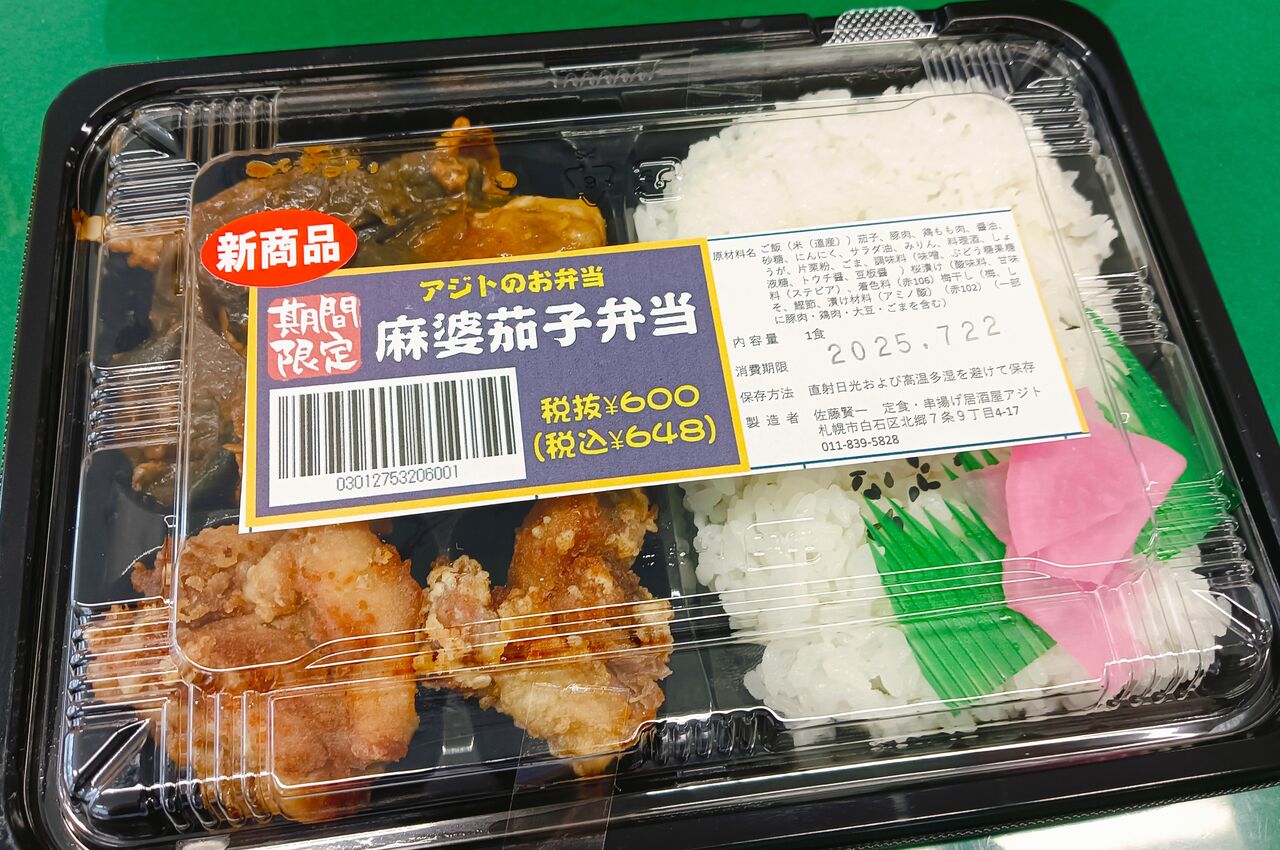 新商品
アジトのお弁当
期間
限定
麻婆茄子弁当
税抜¥600
(税込¥648)
03012753206001
原材料名 ご飯(米(道産))茄子、豚肉、鶏もも肉、醤油、
砂糖、にんにく、サラダ油、みりん、料理酒、しょ
うが、片栗粉、ごま、調味料(味噌、ぶどう糖果糖
液糖、トウチ醤、豆板醤)桜漬け(酸味料、甘味
料(ステビア)、着色料(赤106)梅干し(梅、し
そ、鰹節、漬け材料(アミノ酸)(赤102)(一部
に豚肉・鶏肉・大豆・ごまを含む)
内容量 1食
消費期限 2025.722
保存方法 直射日光および高温多湿を避けて保存
製造者 佐藤賢一 定食・串揚げ居酒屋アジト
札幌市白石区北郷7条9丁目4-17
011-839-5828